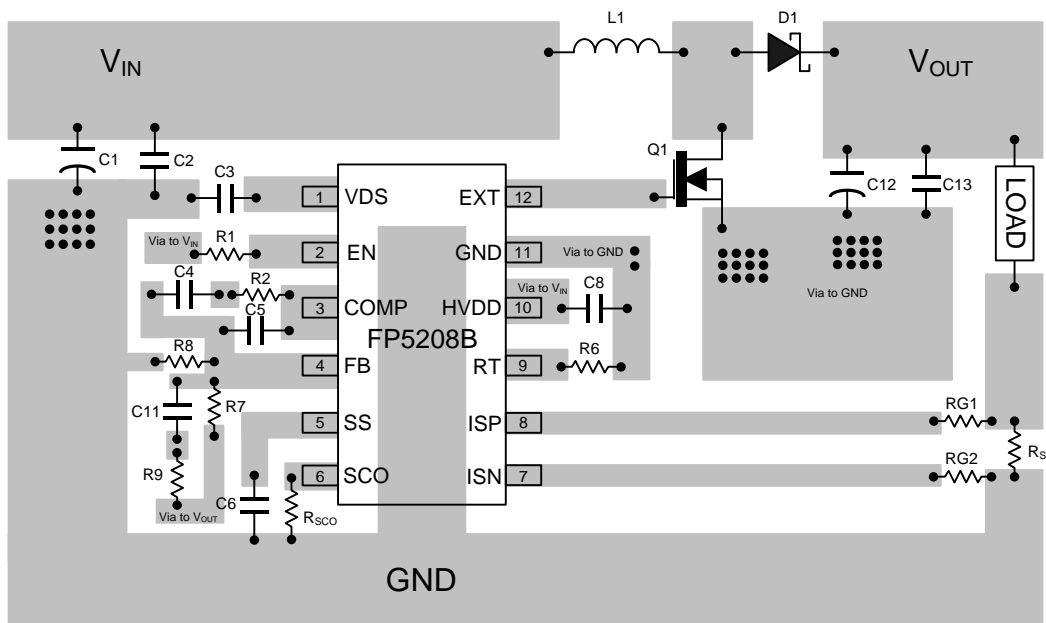 L1
D1
VIN
VOUT
C1
C2
C3
Q1
C12
C13
LOAD
1 VDS
EXT 12
Via to VIN
R1
2 EN
GND 11
Via to GND
Via to GND
C4
R2
3 COMP
Via to VIN
C8
HVDD 10
C5
FP5208B
R8
4 FB
RT 9
R6
C11
R7
5 SS
ISP 8
RG1
RS
R9
6 SCO
ISN 7
RG2
C6
RSCO
Via to VOUT
GND